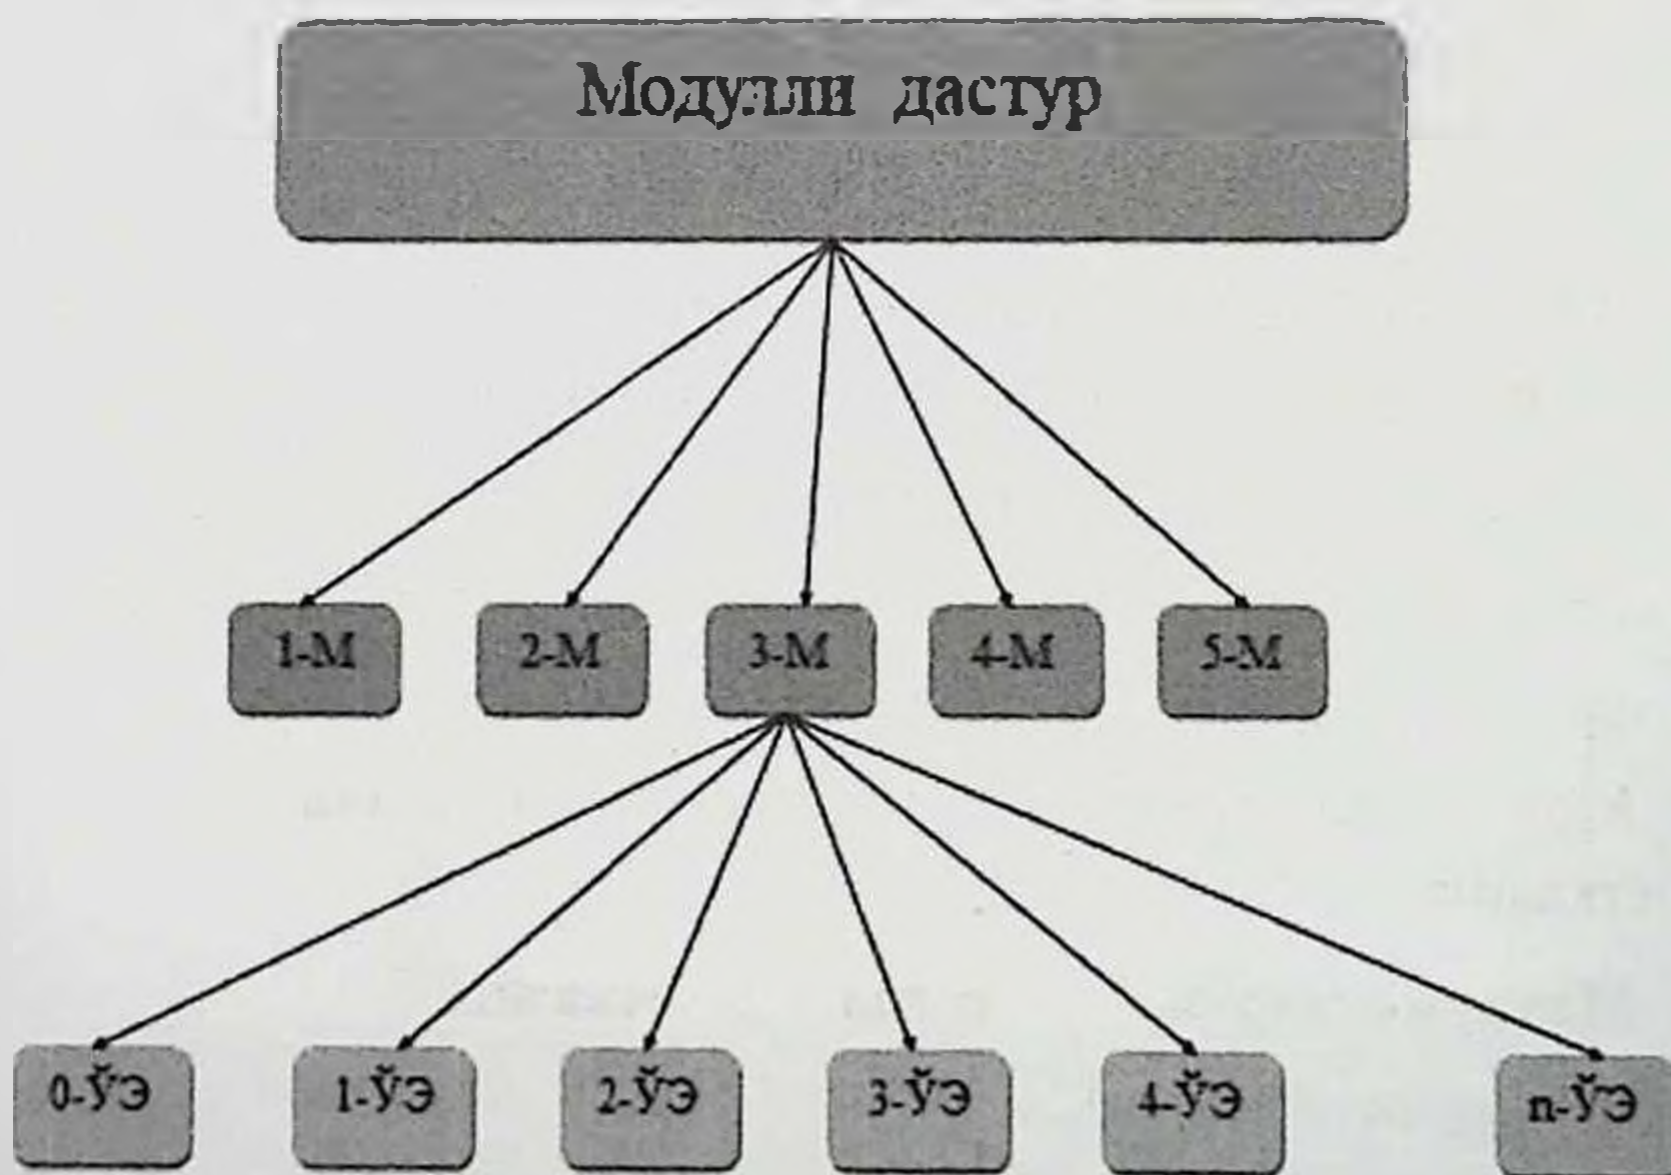 Модулли дастур
1-М 2-М 3-М 4-М 5-М
0-ЎЭ 1-ЎЭ 2-ЎЭ 3-ЎЭ 4-ЎЭ n-ЎЭ